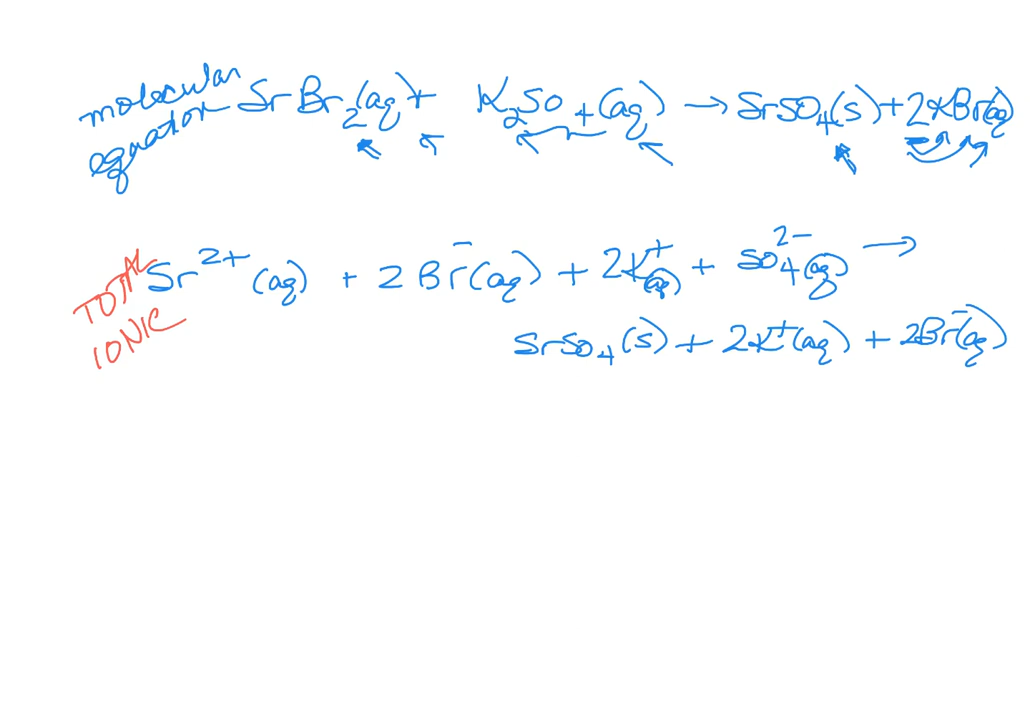 molecular equation SrBr₂(aq) + K₂SO₄(aq) → SrSO₄(s) + 2KBr(aq)
TOTAL IONIC Sr²⁺(aq) + 2Br⁻(aq) + 2K⁺(aq) + SO₄²⁻(aq) →
SrSO₄(s) + 2K⁺(aq) + 2Br⁻(aq)